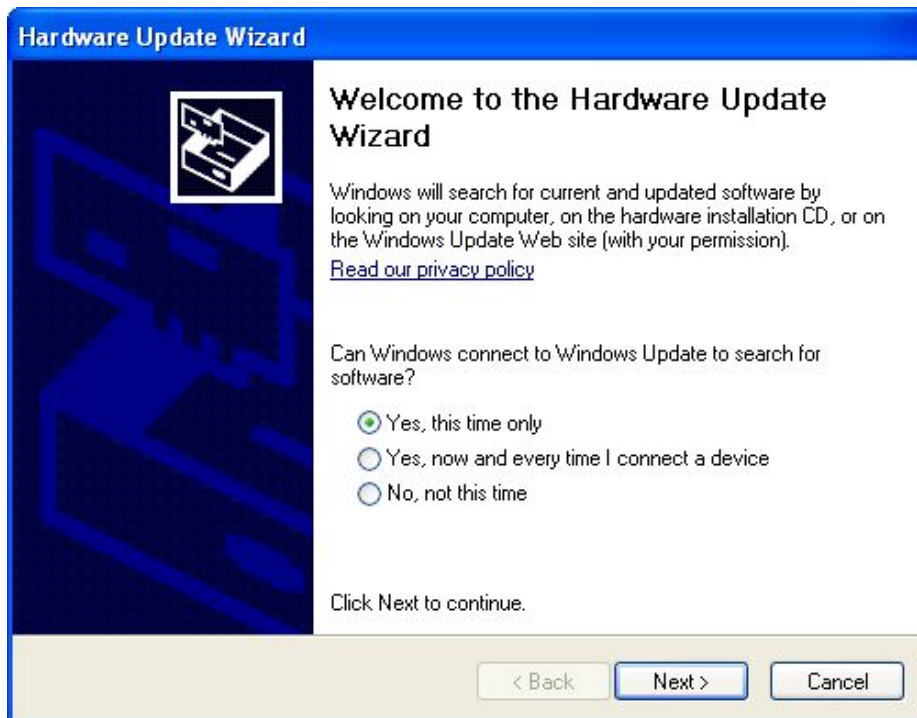 Hardware Update Wizard
Welcome to the Hardware Update
Wizard
Windows will search for current and updated software by
looking on your computer, on the hardware installation CD, or on
the Windows Update Web site (with your permission).
Read our privacy policy
Can Windows connect to Windows Update to search for
software?
Yes, this time only
Yes, now and every time I connect a device
No, not this time
Click Next to continue.
< Back
Next >
Cancel